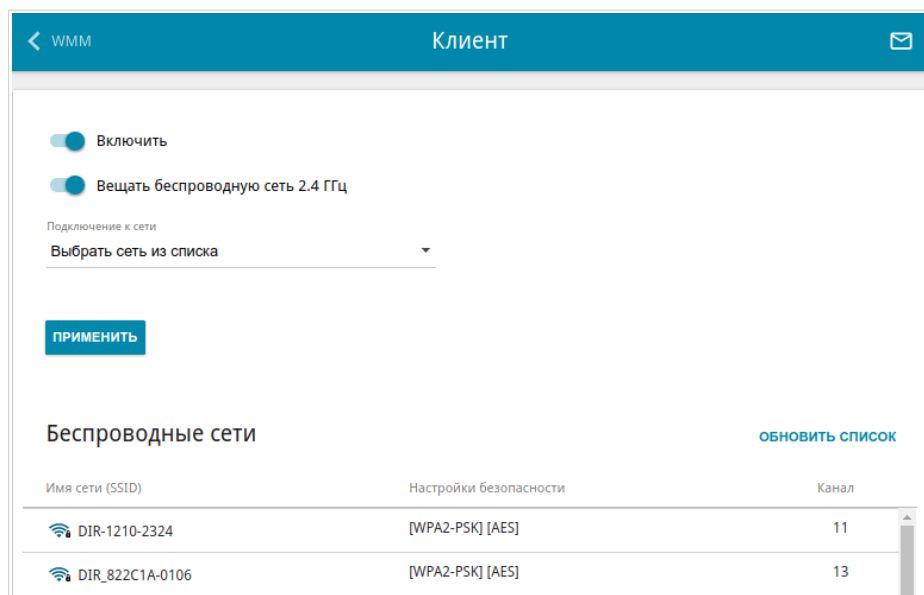 WMM Клиент
Включить
Вещать беспроводную сеть 2.4 ГГц
Подключение к сети
Выбрать сеть из списка
ПРИМЕНИТЬ
Беспроводные сети ОБНОВИТЬ СПИСОК
Имя сети (SSID) Настройки безопасности Канал
DIR-1210-2324 [WPA2-PSK] [AES] 11
DIR_822C1A-0106 [WPA2-PSK] [AES] 13